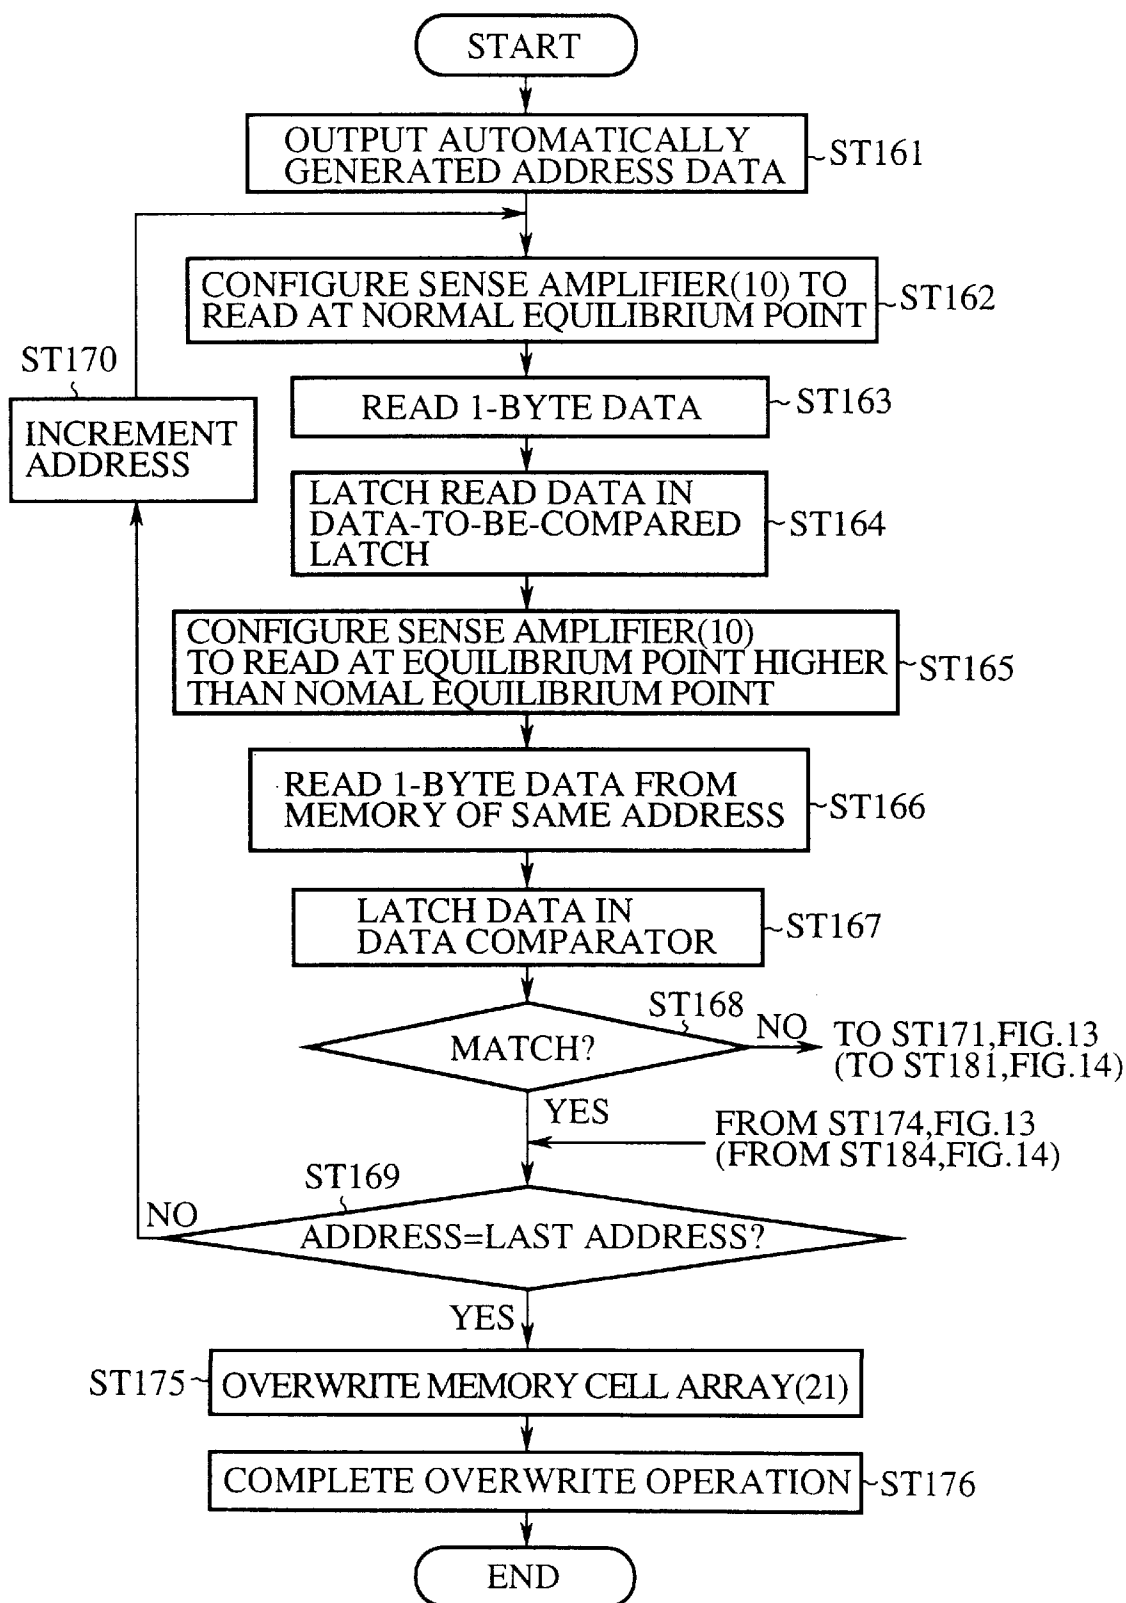 START
OUTPUT AUTOMATICALLY
GENERATED ADDRESS DATA
ST161
CONFIGURE SENSE AMPLIFIER(10) TO
READ AT NORMAL EQUILIBRIUM POINT
ST162
ST170
INCREMENT
ADDRESS
READ 1-BYTE DATA
ST163
LATCH READ DATA IN
DATA-TO-BE-COMPARED
LATCH
ST164
CONFIGURE SENSE AMPLIFIER(10)
TO READ AT EQUILIBRIUM POINT HIGHER
THAN NOMAL EQUILIBRIUM POINT
ST165
READ 1-BYTE DATA FROM
MEMORY OF SAME ADDRESS
ST166
LATCH DATA IN
DATA COMPARATOR
ST167
ST168
MATCH?
NO
TO ST171,FIG.13
(TO ST181,FIG.14)
YES
FROM ST174,FIG.13
(FROM ST184,FIG.14)
ST169
NO
ADDRESS=LAST ADDRESS?
YES
ST175
OVERWRITE MEMORY CELL ARRAY(21)
COMPLETE OVERWRITE OPERATION
ST176
END